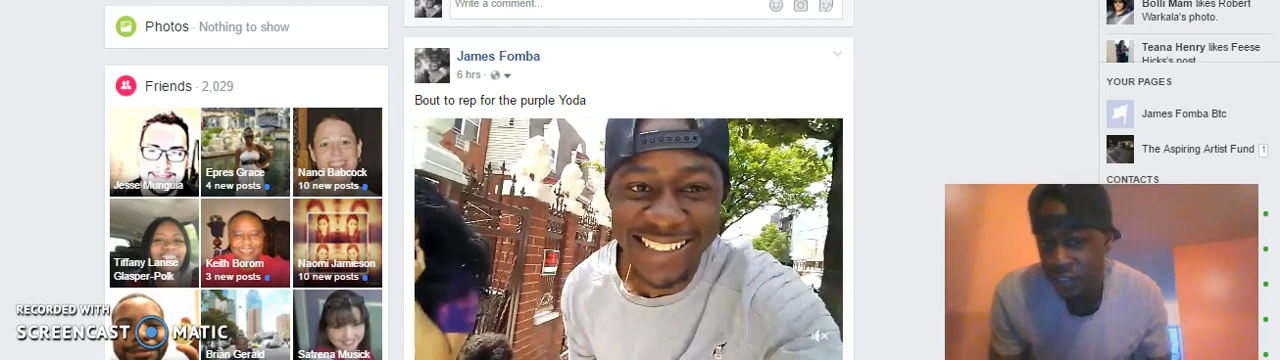 Photos · Nothing to show
Friends · 2,029
Jesse Munguia
Epres Grace
4 new posts
Nanci Babcock
10 new posts
Tiffany Lanise
Glasper-Polk
Keith Borom
3 new posts
Naomi Jamieson
10 new posts
Brian Gerald
Satrena Musick
RECORDED WITH
SCREENCAST MATIC
Write a comment...
James Fomba
6 hrs ·
Bout to rep for the purple Yoda
Bolli Mam likes Robert
Warkala's photo.
Teana Henry likes Feese
Hicks's post.
YOUR PAGES
James Fomba Btc
The Aspiring Artist Fund 1
CONTACTS